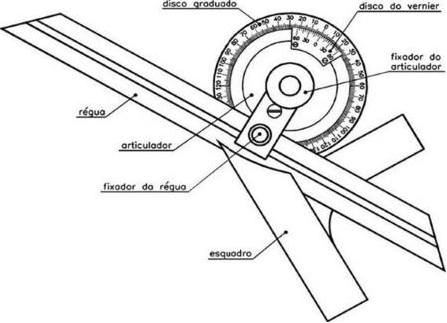 disco graduado
disco do vernier
fixador do
articulador
régua
articulador
fixador da régua
esquadro